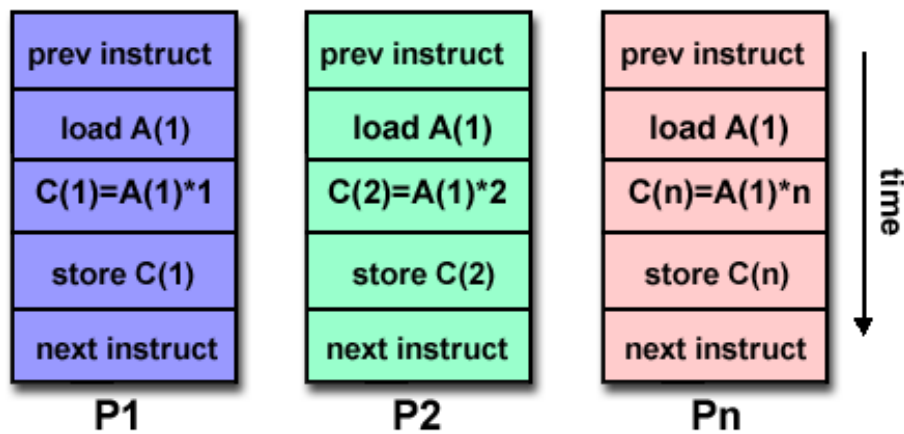 prev instruct
load A(1)
C(1)=A(1)*1
store C(1)
next instruct
P1
prev instruct
load A(1)
C(2)=A(1)*2
store C(2)
next instruct
P2
prev instruct
load A(1)
C(n)=A(1)*n
store C(n)
next instruct
Pn
time